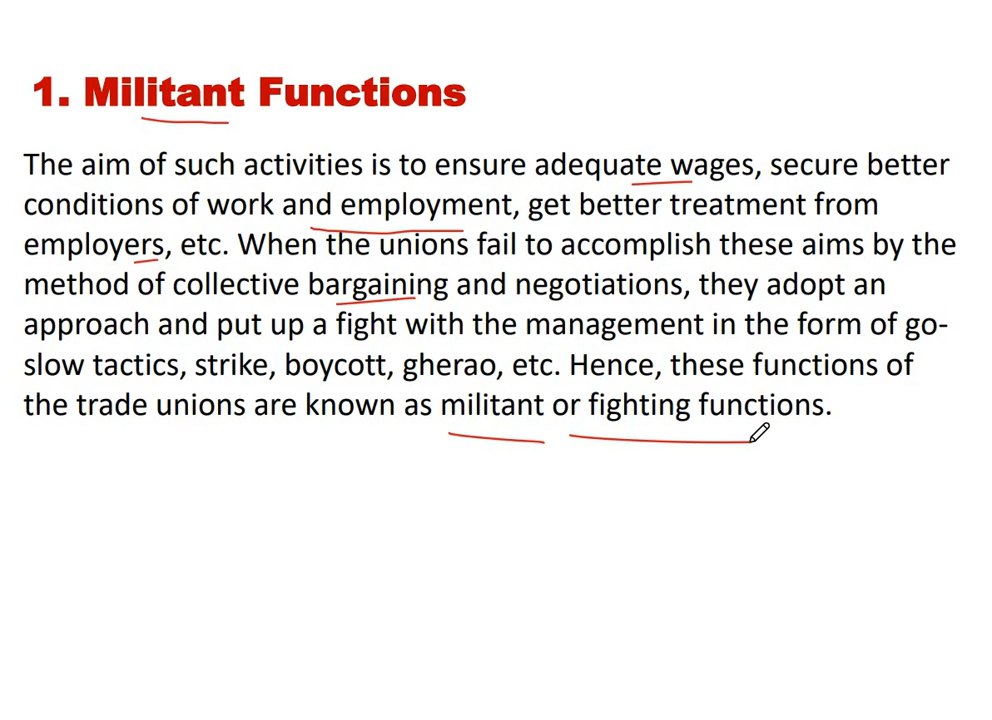 1. Militant Functions
The aim of such activities is to ensure adequate wages, secure better
conditions of work and employment, get better treatment from
employers, etc. When the unions fail to accomplish these aims by the
method of collective bargaining and negotiations, they adopt an
approach and put up a fight with the management in the form of go-
slow tactics, strike, boycott, gherao, etc. Hence, these functions of
the trade unions are known as militant or fighting functions.